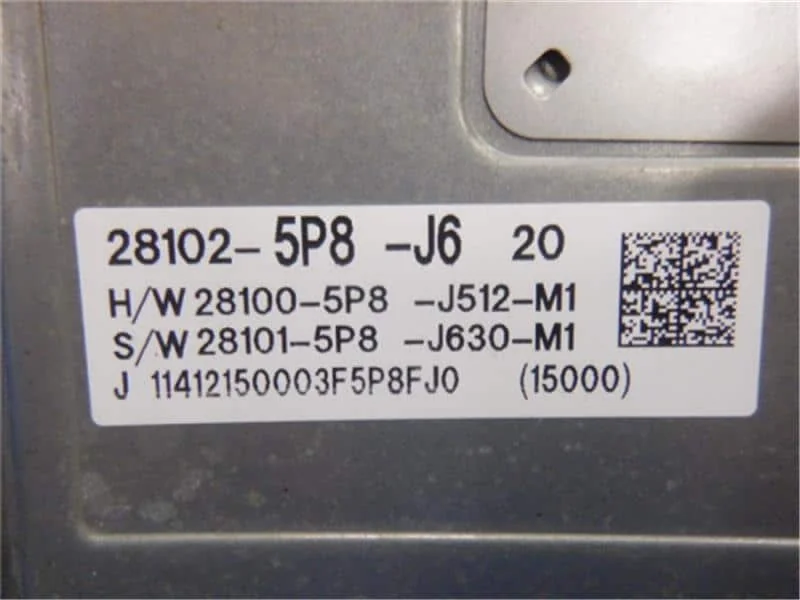 28102-5P8 -J6 20
H/W 28100-5P8 -J512-M1
S/W 28101-5P8 -J630-M1
J 11412150003F5P8FJ0 (15000)